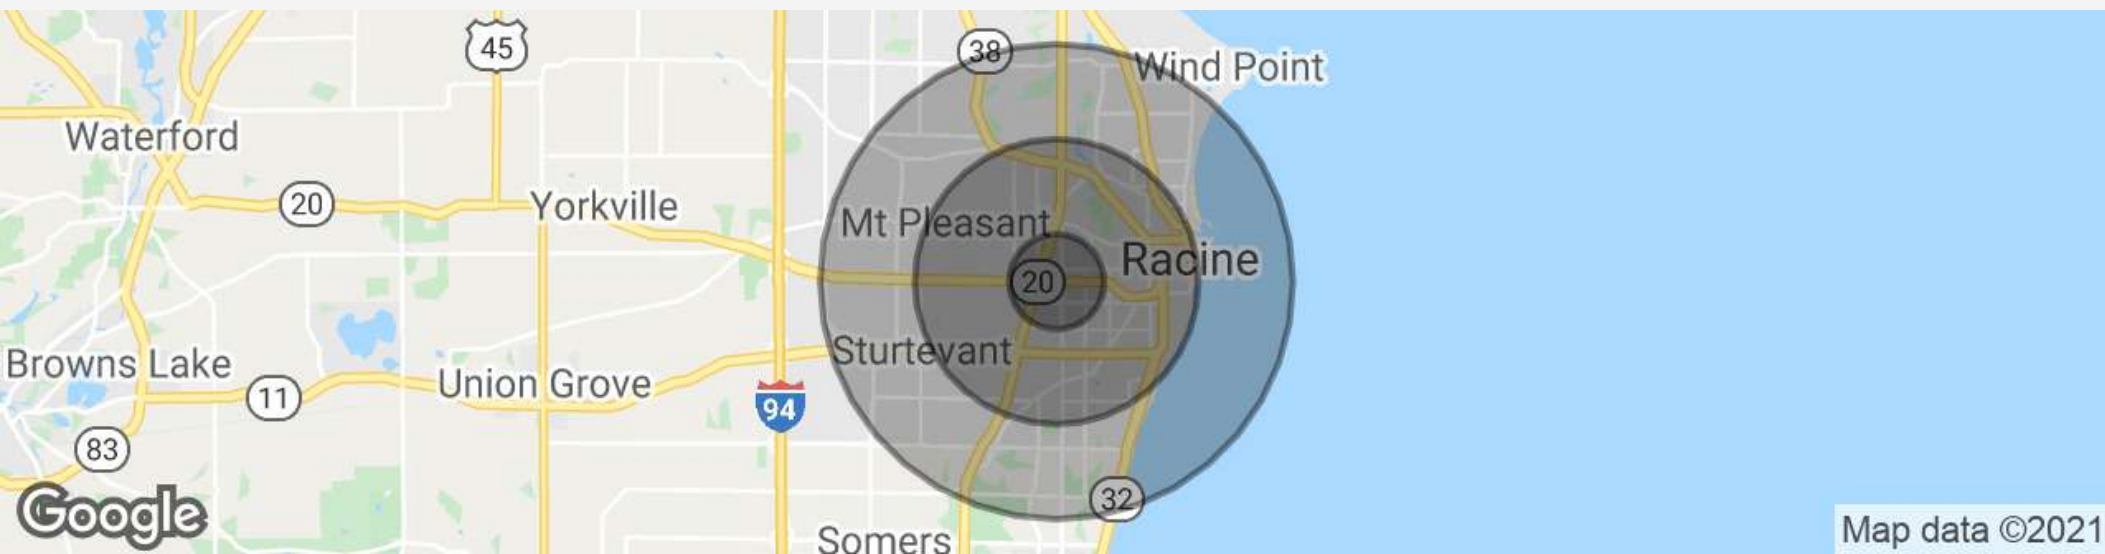 45
38
Wind Point
Waterford
20
Yorkville
Mt Pleasant
Racine
20
Sturtevant
Browns Lake
Union Grove
11
94
83
32
Google
Somers
Map data ©2021